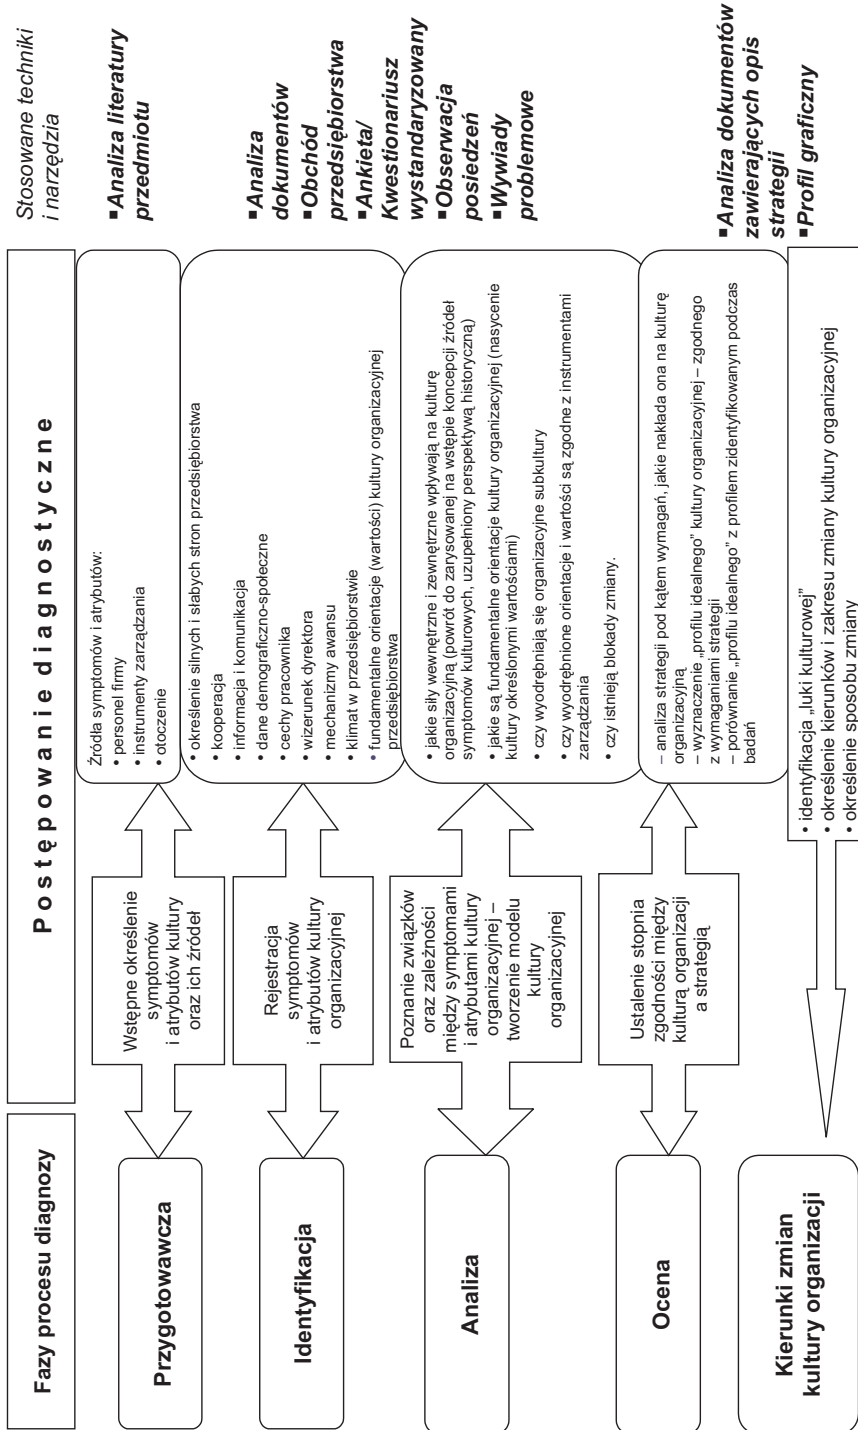 Fazy procesu diagnozy
Postępowanie diagnostyczne
Stosowane techniki
i narzędzia
Przygotowawcza
Wstępne określenie
symptomów
i atrybutów kultury
oraz ich źródeł
Źródła symptomów i atrybutów:
• personel firmy
• instrumenty zarządzania
• otoczenie
▪Analiza literatury
przedmiotu
Identyfikacja
Rejestracja
symptomów
i atrybutów kultury
organizacyjnej
• określenie silnych i słabych stron przedsiębiorstwa
• kooperacja
• informacja i komunikacja
• dane demograficzno-społeczne
• cechy pracownika
• wizerunek dyrektora
• mechanizmy awansu
• klimat w przedsiębiorstwie
• fundamentalne orientacje (wartości) kultury organizacyjnej
przedsiębiorstwa
▪Analiza
dokumentów
▪Obchód
przedsiębiorstwa
▪Ankieta/
Kwestionariusz
wystandaryzowany
▪Obserwacja
posiedzeń
▪Wywiady
problemowe
Analiza
Poznanie związków
oraz zależności
między symptomami
i atrybutami kultury
organizacyjnej –
tworzenie modelu
kultury
organizacyjnej
• jakie siły wewnętrzne i zewnętrzne wpływają na kulturę
organizacyjną (powrót do zarysowanej na wstępie koncepcji źródeł
symptomów kulturowych, uzupełniony perspektywą historyczną)
• jakie są fundamentalne orientacje kultury organizacyjnej (nasycenie
kultury określonymi wartościami)
• czy wyodrębniają się organizacyjne subkultury
• czy wyodrębnione orientacje i wartości są zgodne z instrumentami
zarządzania
• czy istnieją blokady zmiany.
Ocena
Ustalenie stopnia
zgodności między
kulturą organizacji
a strategią
– analiza strategii pod kątem wymagań, jakie nakłada ona na kulturę
organizacyjną
– wyznaczenie „profilu idealnego” kultury organizacyjnej – zgodnego
z wymaganiami strategii
– porównanie „profilu idealnego” z profilem zidentyfikowanym podczas
badań
▪Analiza dokumentów
zawierających opis
strategii
▪Profil graficzny
Kierunki zmian
kultury organizacji
• identyfikacja „luki kulturowej”
• określenie kierunków i zakresu zmiany kultury organizacyjnej
• określenie sposobu zmiany